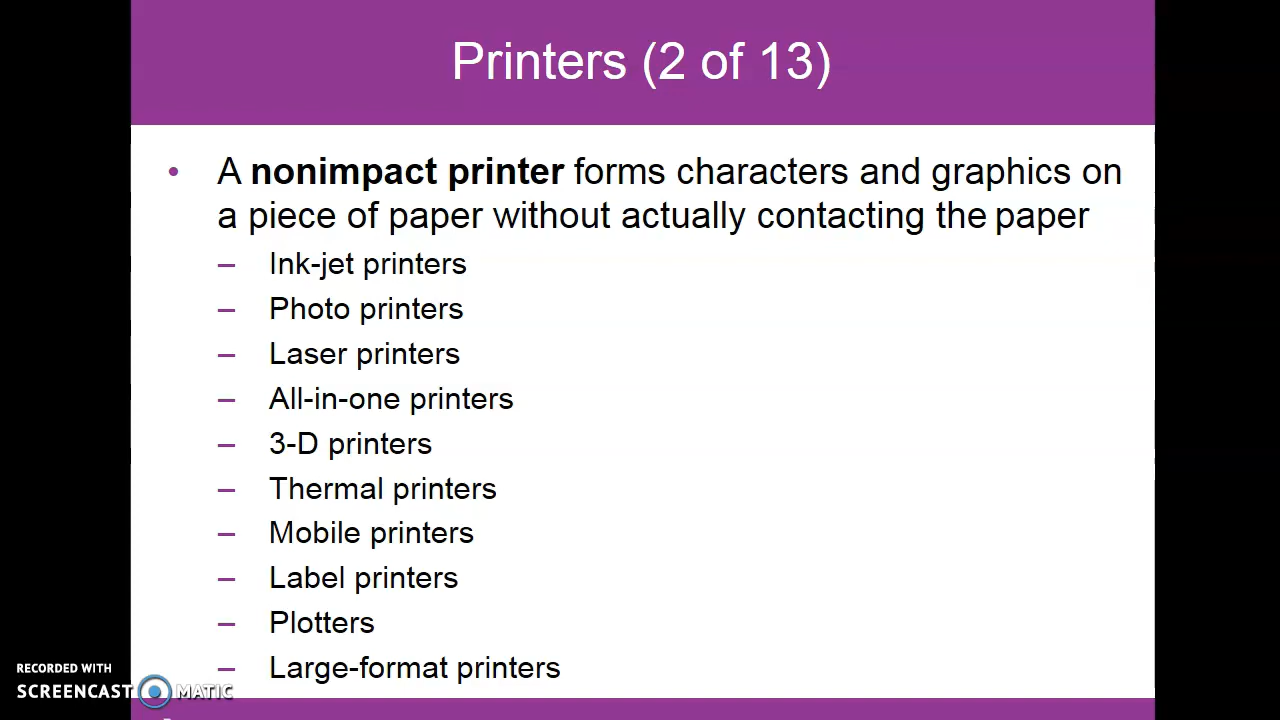 Printers (2 of 13)
• A nonimpact printer forms characters and graphics on
a piece of paper without actually contacting the paper
– Ink-jet printers
– Photo printers
– Laser printers
– All-in-one printers
– 3-D printers
– Thermal printers
– Mobile printers
– Label printers
– Plotters
– Large-format printers
RECORDED WITH
SCREENCAST MATIC